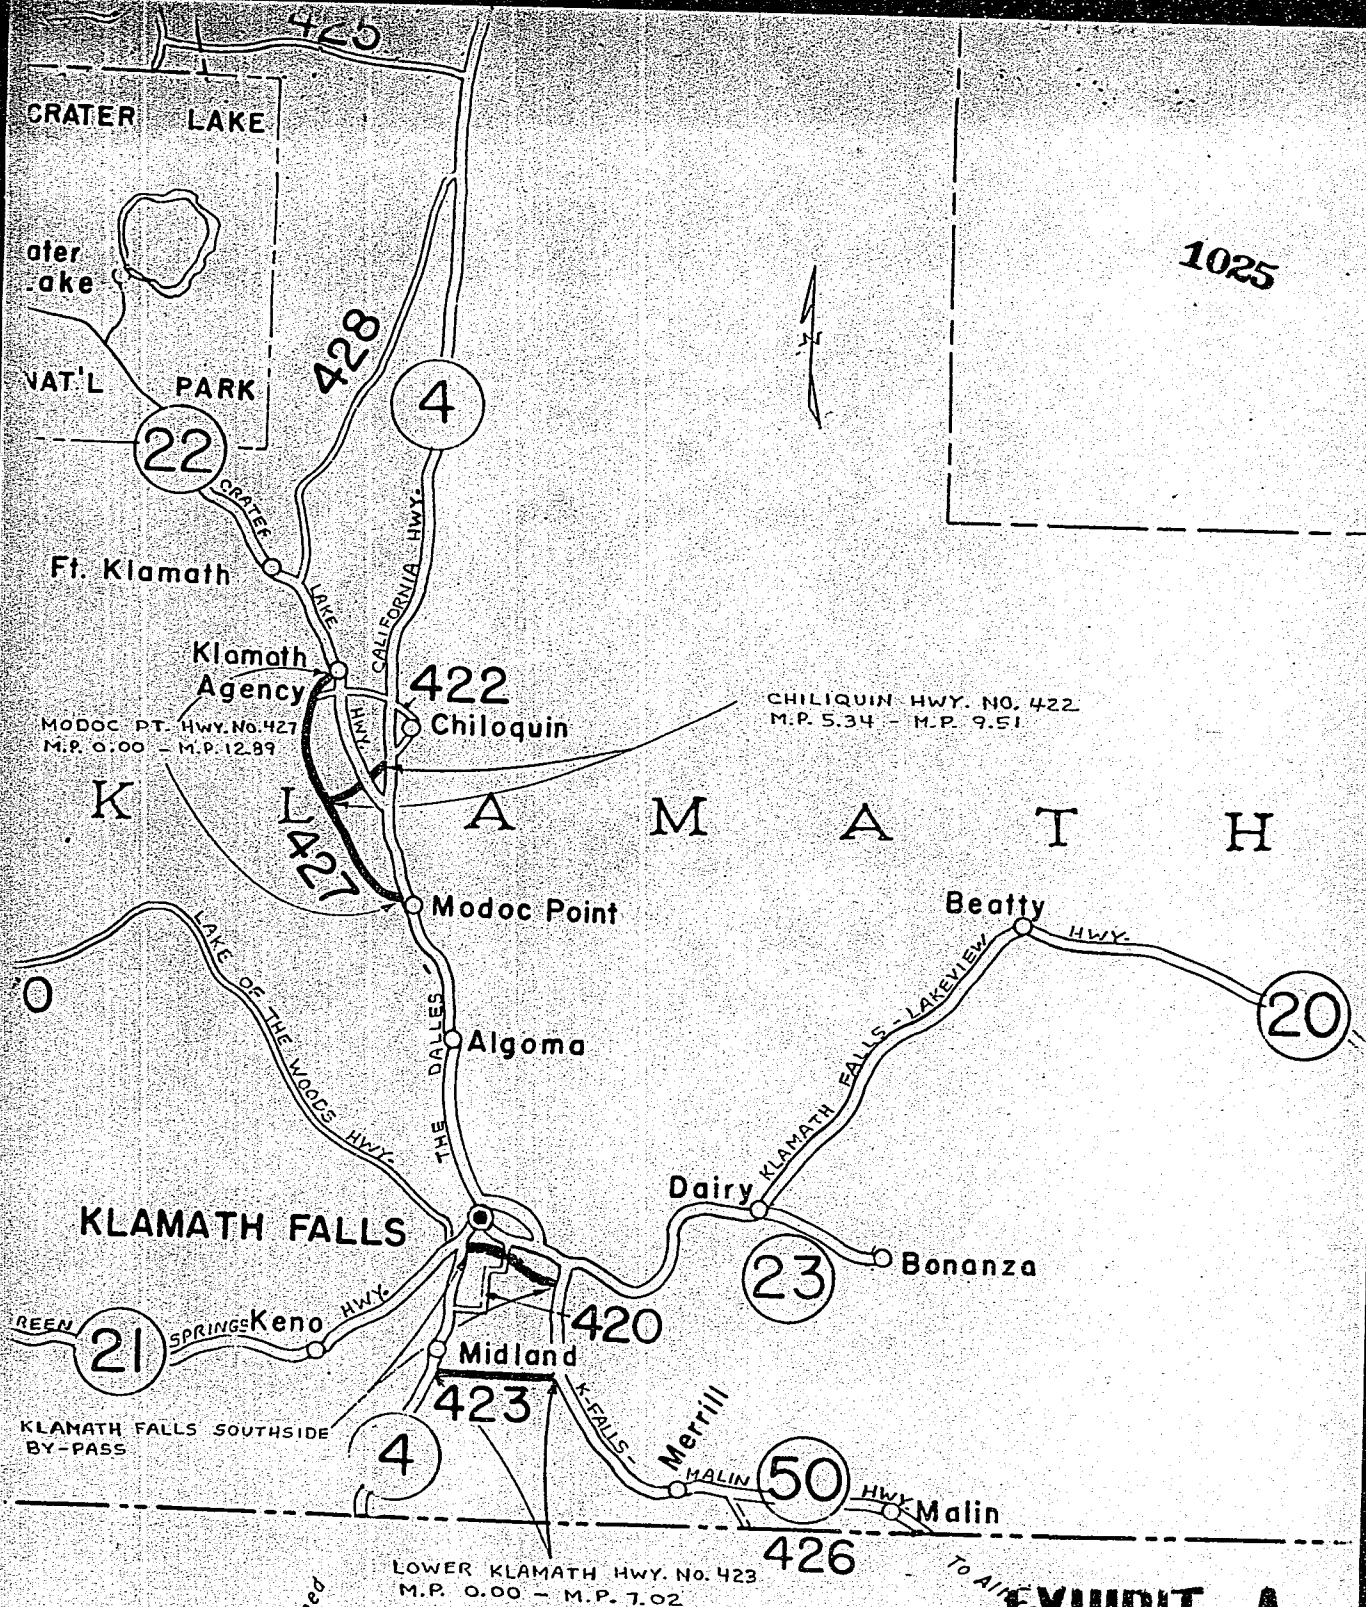 425
CRATER LAKE
1025
ater
ake
428
4
NAT'L PARK
22
CRATER
LAKE
HWY.
CALIFORNIA HWY.
Ft. Klamath
Klamath
Agency
422
Chiloquin
CHILIQUIN HWY. NO. 422
M.P. 5.34 - M.P. 9.51
MODOC PT. HWY. No. 427
M.P. 0.00 - M.P. 12.89
K L A M A T H
427
Modoc Point
Beatty
HWY.
20
LAKE OF THE WOODS HWY.
0
THE DALLES -
Algoma
KLAMATH FALLS - LAKEVIEW
Dairy
KLAMATH FALLS
23
Bonanza
REEN
21
SPRINGS
Keno
HWY.
420
Midland
423
K-FALLS-
Merrill
KLAMATH FALLS SOUTHSIDE
BY-PASS
4
MALIN
50
HWY.
Malin
426
LOWER KLAMATH HWY. No. 423
M.P. 0.00 - M.P. 7.02
To
EXHIBIT A